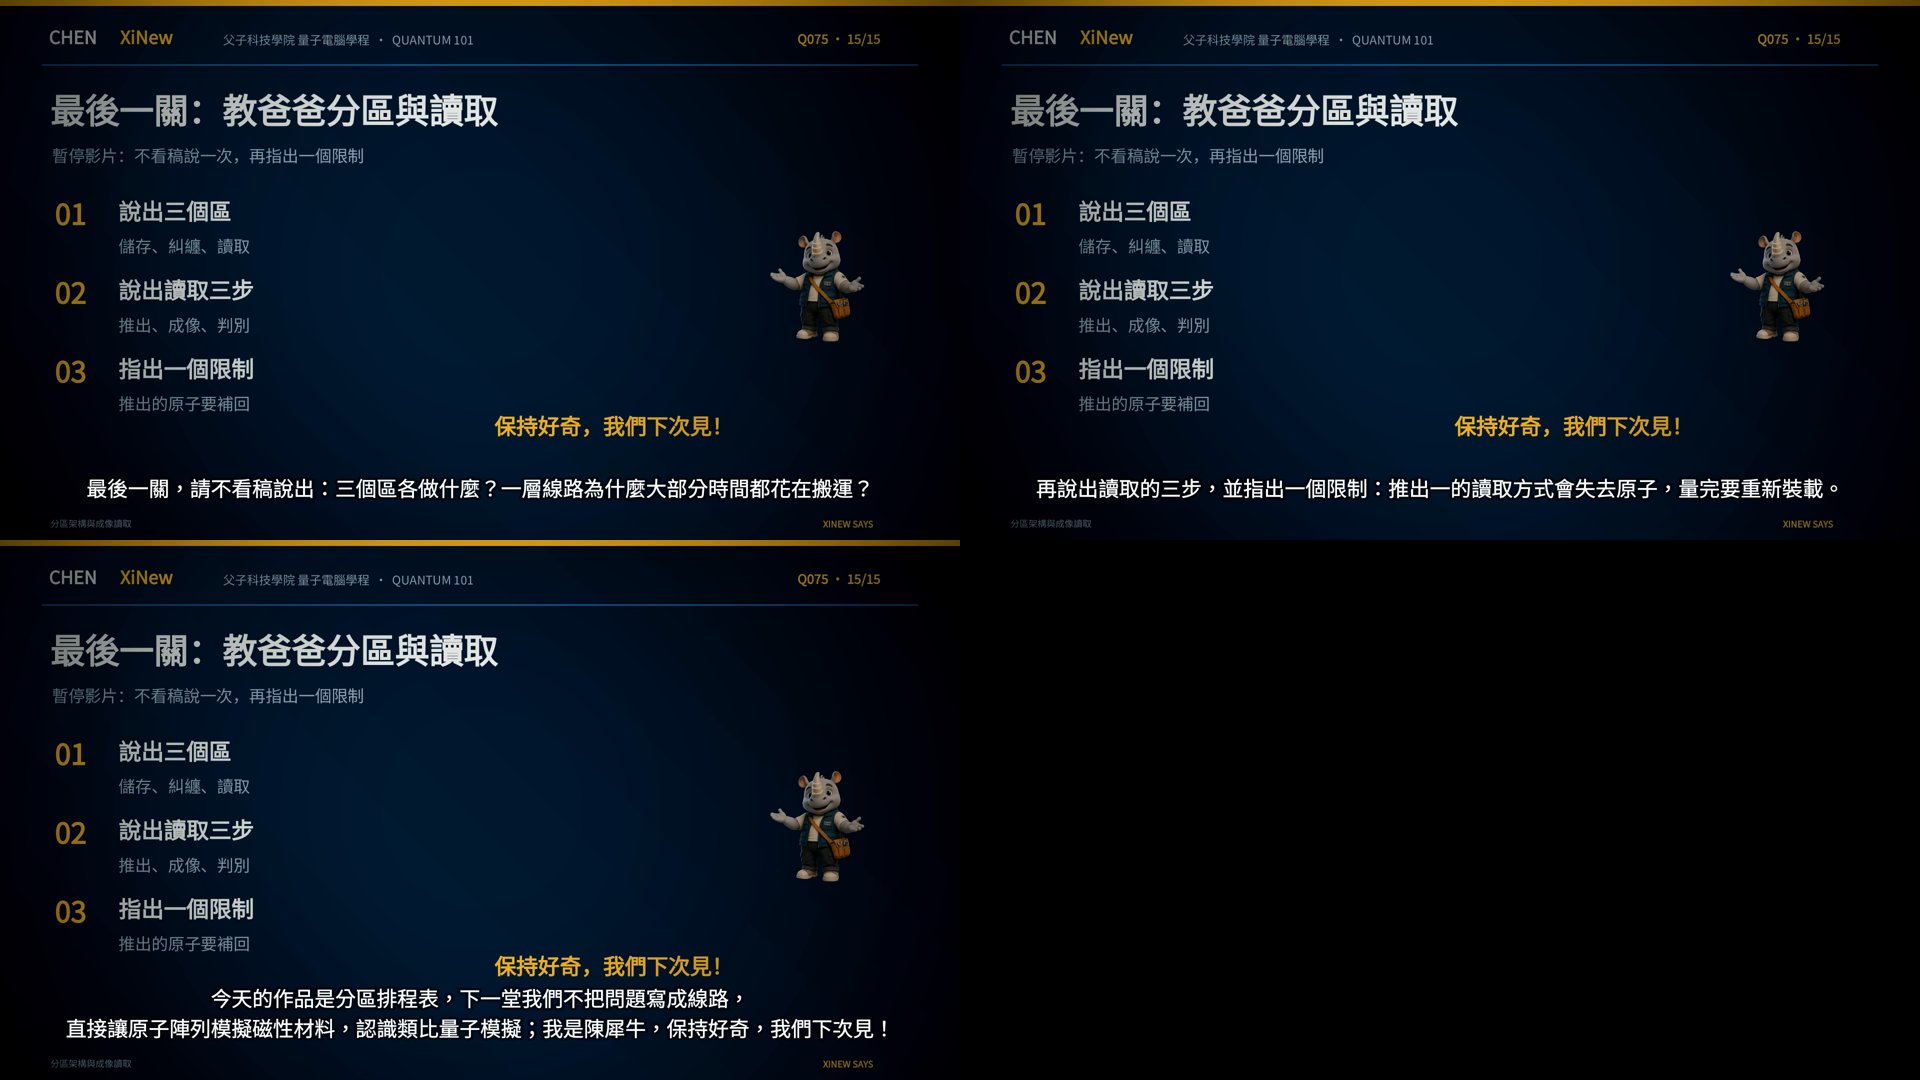 CHEN XiNew 父子科技學院 量子電腦學程 · QUANTUM 101 Q075 · 15/15
最後一關：教爸爸分區與讀取
暫停影片：不看稿說一次，再指出一個限制
01 說出三個區
儲存、糾纏、讀取
02 說出讀取三步
推出、成像、判別
03 指出一個限制
推出的原子要補回
保持好奇，我們下次見！
最後一關，請不看稿說出：三個區各做什麼？一層線路為什麼大部分時間都花在搬運？
分區架構與成像讀取 XINEW SAYS
CHEN XiNew 父子科技學院 量子電腦學程 · QUANTUM 101 Q075 · 15/15
最後一關：教爸爸分區與讀取
暫停影片：不看稿說一次，再指出一個限制
01 說出三個區
儲存、糾纏、讀取
02 說出讀取三步
推出、成像、判別
03 指出一個限制
推出的原子要補回
保持好奇，我們下次見！
再說出讀取的三步，並指出一個限制：推出一的讀取方式會失去原子，量完要重新裝載。
分區架構與成像讀取 XINEW SAYS
CHEN XiNew 父子科技學院 量子電腦學程 · QUANTUM 101 Q075 · 15/15
最後一關：教爸爸分區與讀取
暫停影片：不看稿說一次，再指出一個限制
01 說出三個區
儲存、糾纏、讀取
02 說出讀取三步
推出、成像、判別
03 指出一個限制
推出的原子要補回
保持好奇，我們下次見！
今天的作品是分區排程表，下一堂我們不把問題寫成線路，
直接讓原子陣列模擬磁性材料，認識類比量子模擬；我是陳犀牛，保持好奇，我們下次見！
分區架構與成像讀取 XINEW SAYS